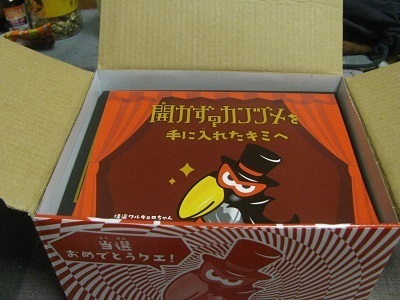 開かずのカンヅメを
手に入れたキミへ
怪盗ワルキョロちゃん
当選
おめでとうクエ!